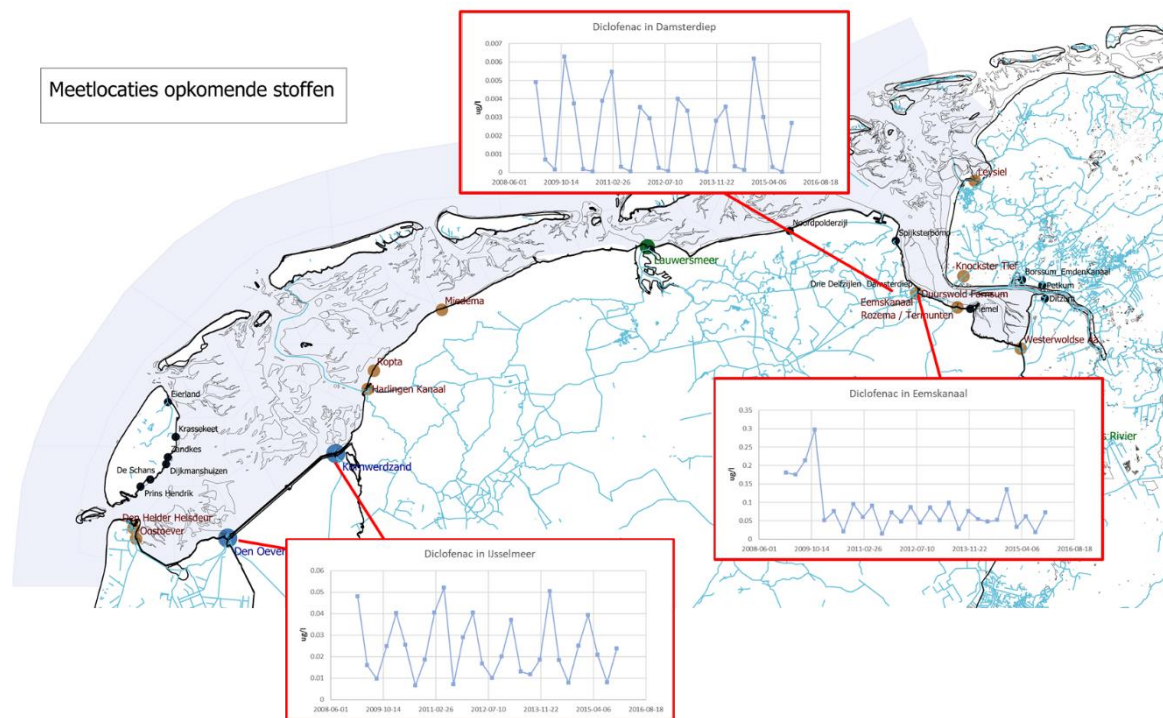 Meetlocaties opkomende stoffen
Diclofenac in Damsterdiep
ug/l
0.007
0.006
0.005
0.004
0.003
0.002
0.001
0
2008-06-01 2009-10-14 2011-02-26 2012-07-10 2013-11-22 2015-04-06 2016-08-18
Leysiel
Noordpolderzijl
Spijksterpomp
Lauwersmeer
Knockster Tief
Borssum_EmdenKanaal
Petkum
Ditzum
Drie Delfzijlen Damsterdiep
Duurswold Farmsum
Eemskanaal
Rozema / Termunten
Fiemel
Westerwoldse Aa
Miedema
Ropta
Harlingen Kanaal
Eierland
Krassekeet
Zandkes
De Schans
Dijkmanshuizen
Prins Hendrik
Kornwerdzand
Den Helder Helsdeur
Oostoever
Den Oever
Rivier
Diclofenac in Eemskanaal
ug/l
0.35
0.3
0.25
0.2
0.15
0.1
0.05
0
2008-06-01 2009-10-14 2011-02-26 2012-07-10 2013-11-22 2015-04-06 2016-08-18
Diclofenac in IJsselmeer
ug/l
0.06
0.05
0.04
0.03
0.02
0.01
0
2008-06-01 2009-10-14 2011-02-26 2012-07-10 2013-11-22 2015-04-06 2016-08-18